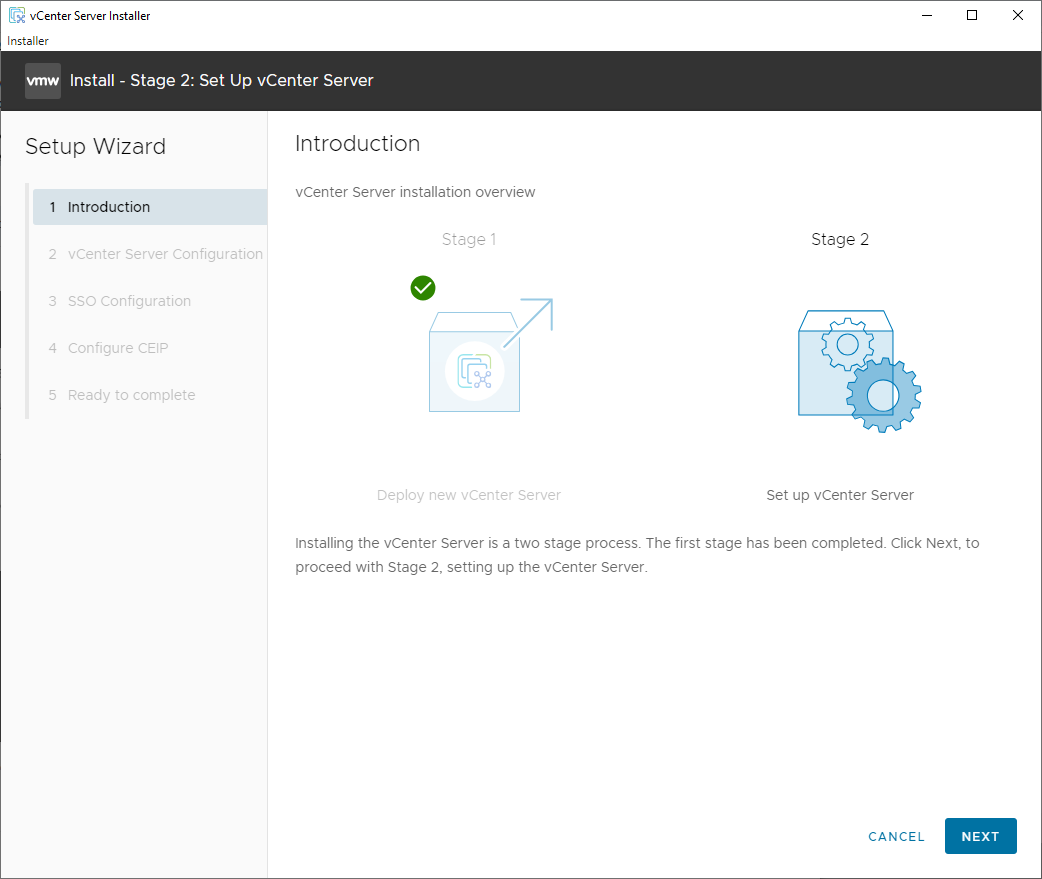 vCenter Server Installer
Installer
vmw Install - Stage 2: Set Up vCenter Server
Setup Wizard
1 Introduction
2 vCenter Server Configuration
3 SSO Configuration
4 Configure CEIP
5 Ready to complete
Introduction
vCenter Server installation overview
Stage 1
Stage 2
Deploy new vCenter Server
Set up vCenter Server
Installing the vCenter Server is a two stage process. The first stage has been completed. Click Next, to
proceed with Stage 2, setting up the vCenter Server.
CANCEL
NEXT